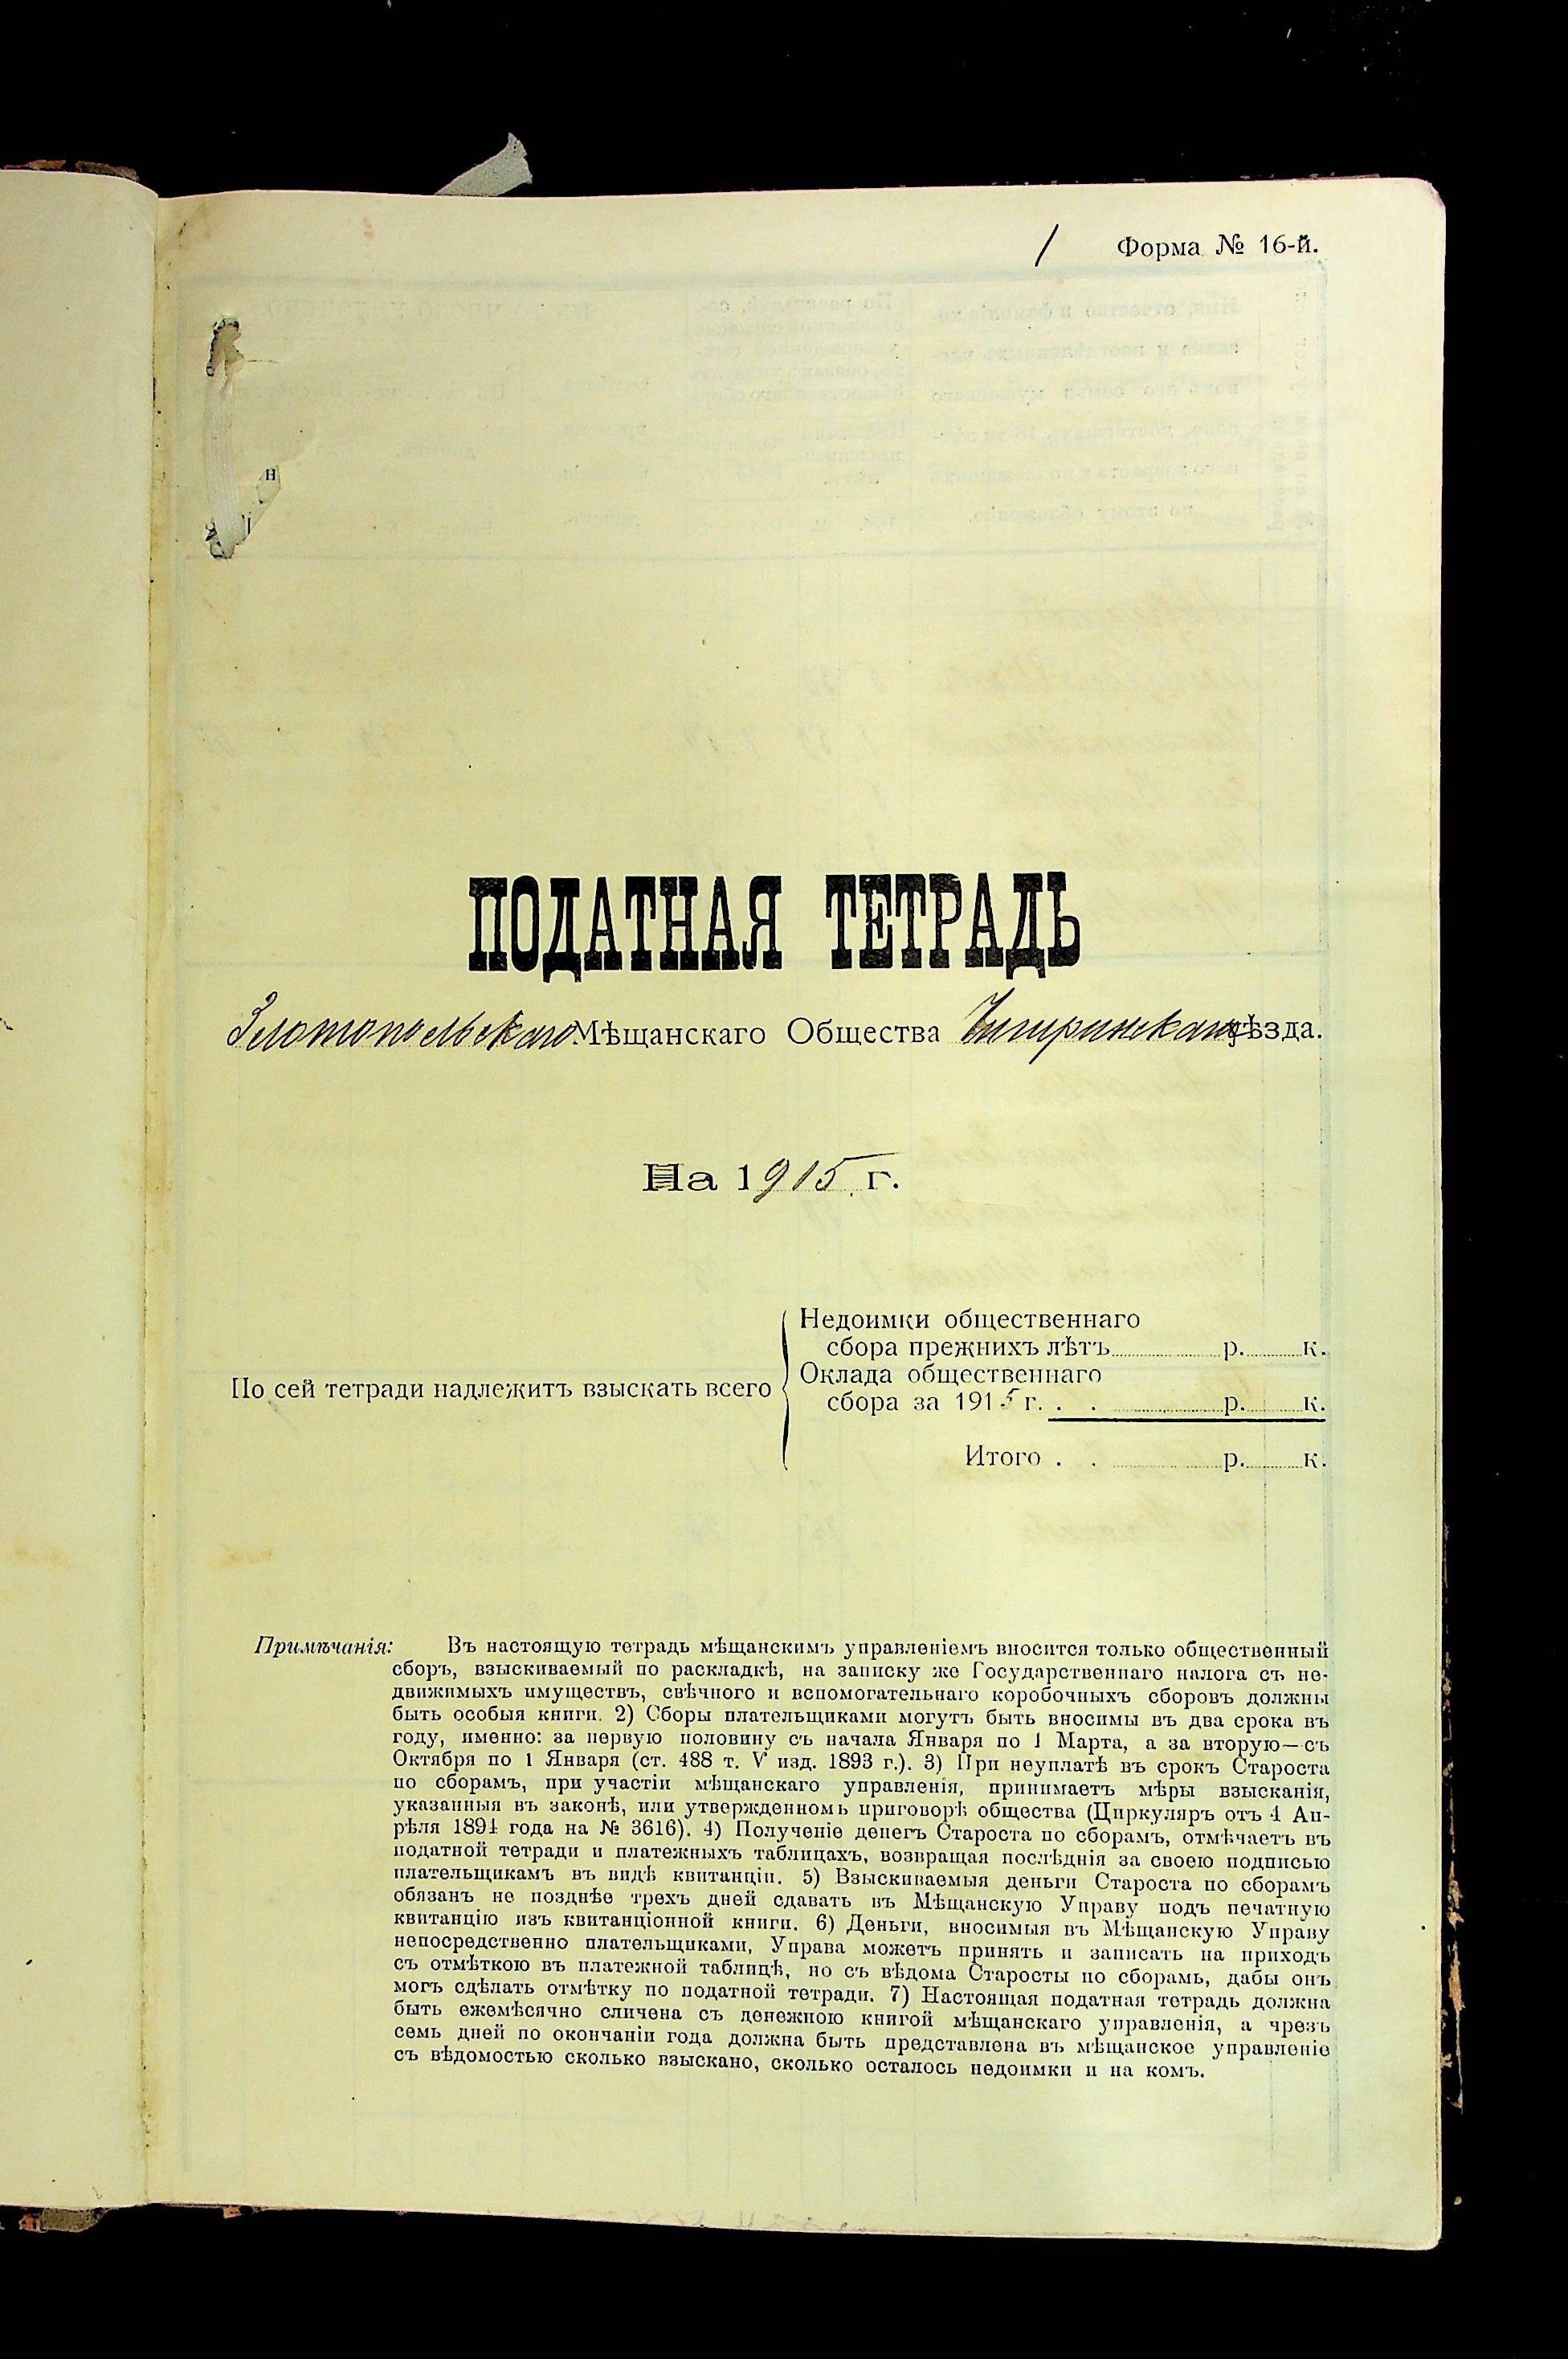 / Форма № 16-й.
ПОДАТНАЯ ТЕТРАДЬ
Златопольскаго Мѣщанскаго Общества Чигиринскаго уѣзда.
На 1915 г.
Недоимки общественнаго
сбора прежнихъ лѣтъ р. к.
По сей тетради надлежитъ взыскать всего
Оклада общественнаго
сбора за 1915 г. . . р. к.
Итого . . р. к.
Примѣчанія: Въ настоящую тетрадь мѣщанскимъ управленіемъ вносится только общественный
сборъ, взыскиваемый по раскладкѣ, на записку же Государственнаго налога съ не-
движимыхъ имуществъ, свѣчного и вспомогательнаго коробочныхъ сборовъ должны
быть особыя книги. 2) Сборы плательщиками могутъ быть вносимы въ два срока въ
году, именно: за первую половину съ начала Января по 1 Марта, а за вторую—съ
Октября по 1 Января (ст. 488 т. V изд. 1893 г.). 3) При неуплатѣ въ срокъ Староста
по сборамъ, при участіи мѣщанскаго управленія, принимаетъ мѣры взысканія,
указанныя въ законѣ, или утвержденномъ приговорѣ общества (Циркуляръ отъ 4 Ап-
рѣля 1894 года на № 3616). 4) Полученіе денегъ Староста по сборамъ, отмѣчаетъ въ
податной тетради и платежныхъ таблицахъ, возвращая послѣднія за своею подписью
плательщикамъ въ видѣ квитанціи. 5) Взыскиваемыя деньги Староста по сборамъ
обязанъ не позднѣе трехъ дней сдавать въ Мѣщанскую Управу подъ печатную
квитанцію изъ квитанціонной книги. 6) Деньги, вносимыя въ Мѣщанскую Управу
непосредственно плательщиками, Управа можетъ принять и записать на приходъ
съ отмѣткою въ платежной таблицѣ, но съ вѣдома Старосты по сборамъ, дабы онъ
могъ сдѣлать отмѣтку по податной тетради. 7) Настоящая податная тетрадь должна
быть ежемѣсячно сличена съ денежною книгой мѣщанскаго управленія, а чрезъ
семь дней по окончаніи года должна быть представлена въ мѣщанское управленіе
съ вѣдомостью сколько взыскано, сколько осталось недоимки и на комъ.